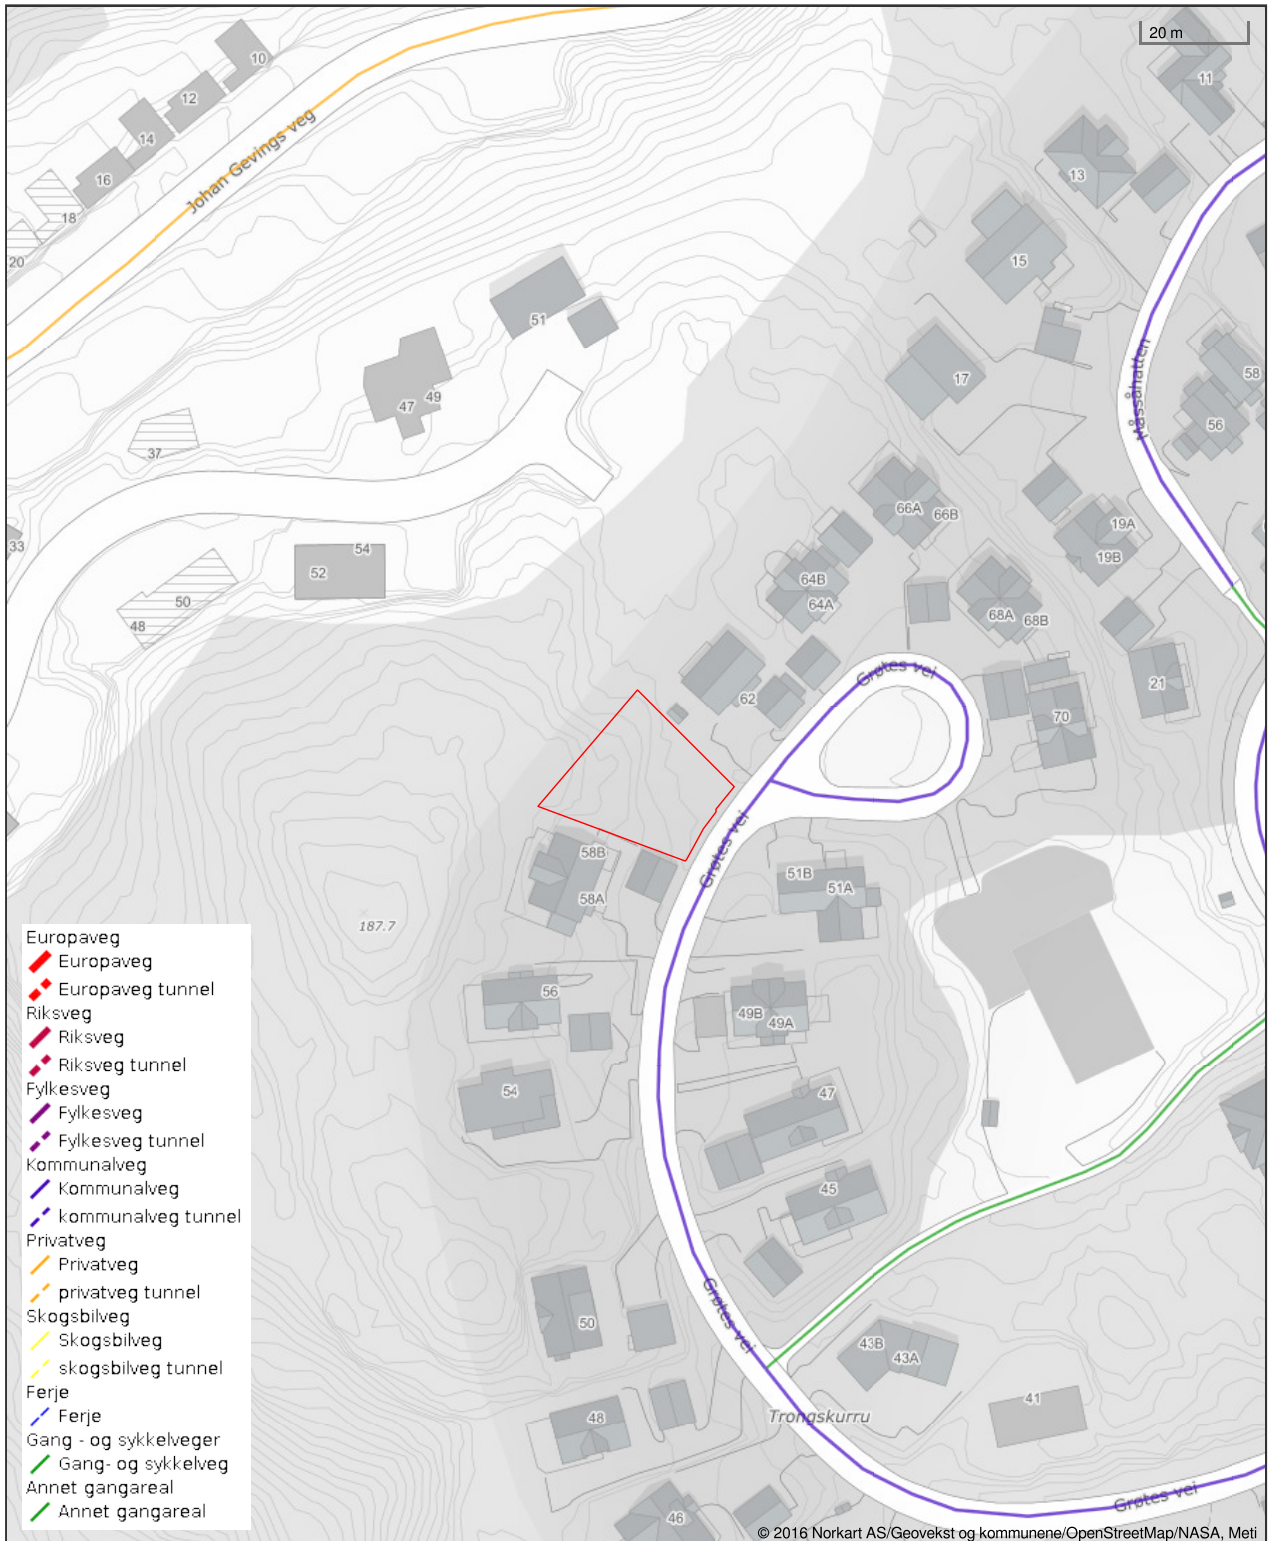 20 m
10
12
14
16
18
20
Johan Gevings veg
11
13
15
17
51
47
49
37
33
54
52
50
48
Måssåhatten
58
56
66A
66B
19A
19B
64B
64A
68A
68B
21
62
70
Grøtes vei
Grøtes vei
58B
58A
51B
51A
187.7
56
49B
49A
54
47
45
50
Grøtes vei
43B
43A
48
41
Trongskurru
46
Grøtes vei
Europaveg
Europaveg
Europaveg tunnel
Riksveg
Riksveg
Riksveg tunnel
Fylkesveg
Fylkesveg
Fylkesveg tunnel
Kommunalveg
Kommunalveg
kommunalveg tunnel
Privatveg
Privatveg
privatveg tunnel
Skogsbilveg
Skogsbilveg
skogsbilveg tunnel
Ferje
Ferje
Gang - og sykkelveger
Gang- og sykkelveg
Annet gangareal
Annet gangareal
© 2016 Norkart AS/Geovekst og kommunene/OpenStreetMap/NASA, Meti